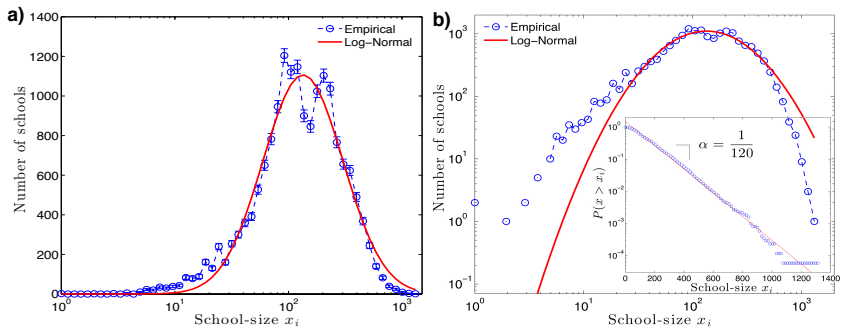 a)
1400
1200
1000
800
600
400
200
0
Number of schools
10^0
10^1
10^2
10^3
School-size x_i
Empirical
Log-Normal
b)
10^3
10^2
10^1
10^0
10^-1
Number of schools
10^0
10^1
10^2
10^3
School-size x_i
Empirical
Log-Normal
10^0
10^-1
10^-2
10^-3
10^-4
P(x > x_i)
α = 1/120
0
200
400
600
800
1000
1200
1400
School-size x_i